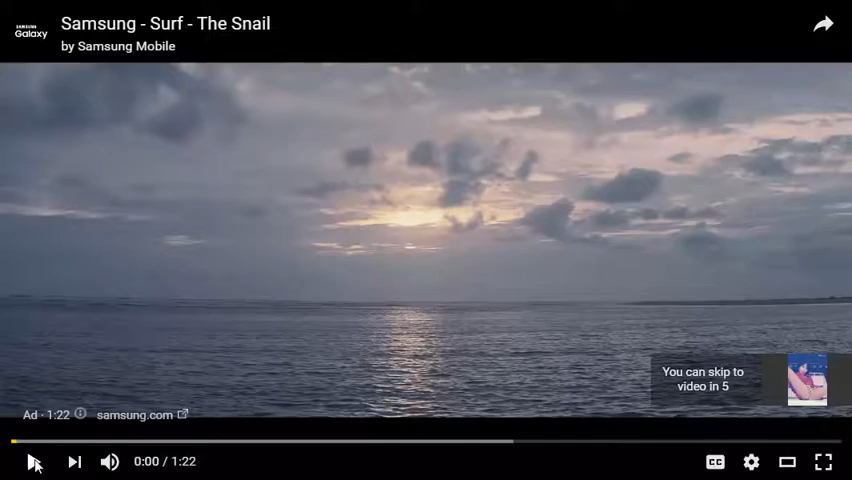 Samsung - Surf - The Snail
SAMSUNG
Galaxy
by Samsung Mobile
You can skip to
video in 5
Ad · 1:22 samsung.com
0:00 / 1:22
CC